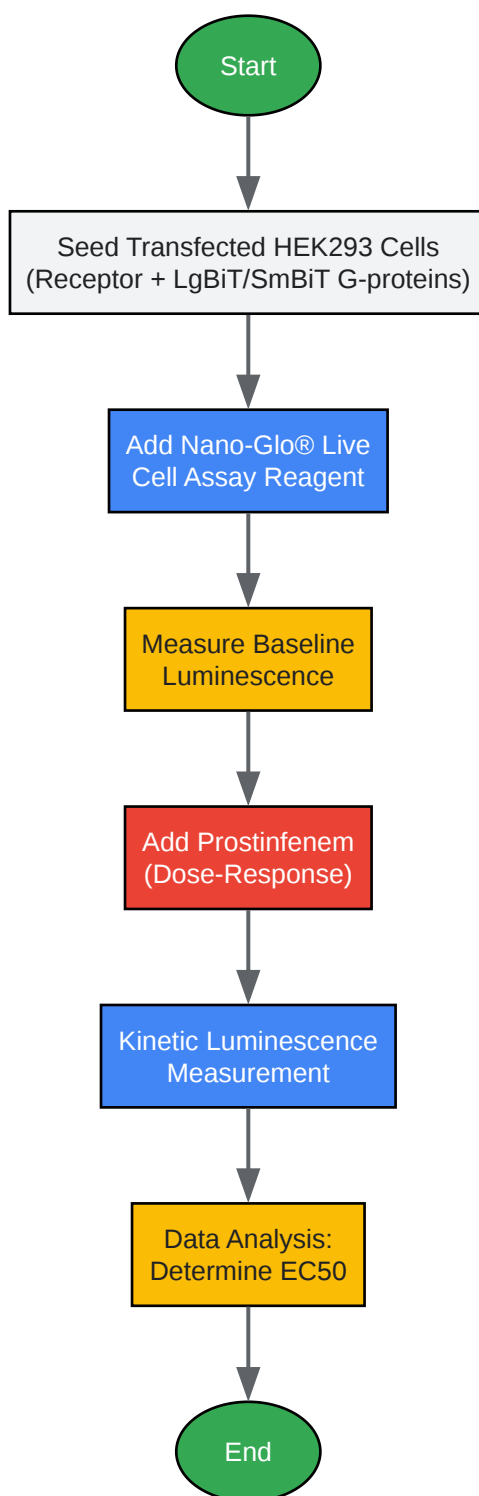 Start
Seed Transfected HEK293 Cells
(Receptor + LgBiT/SmBiT G-proteins)
Add Nano-Glo® Live
Cell Assay Reagent
Measure Baseline
Luminescence
Add Prostinfenem
(Dose-Response)
Kinetic Luminescence
Measurement
Data Analysis:
Determine EC50
End